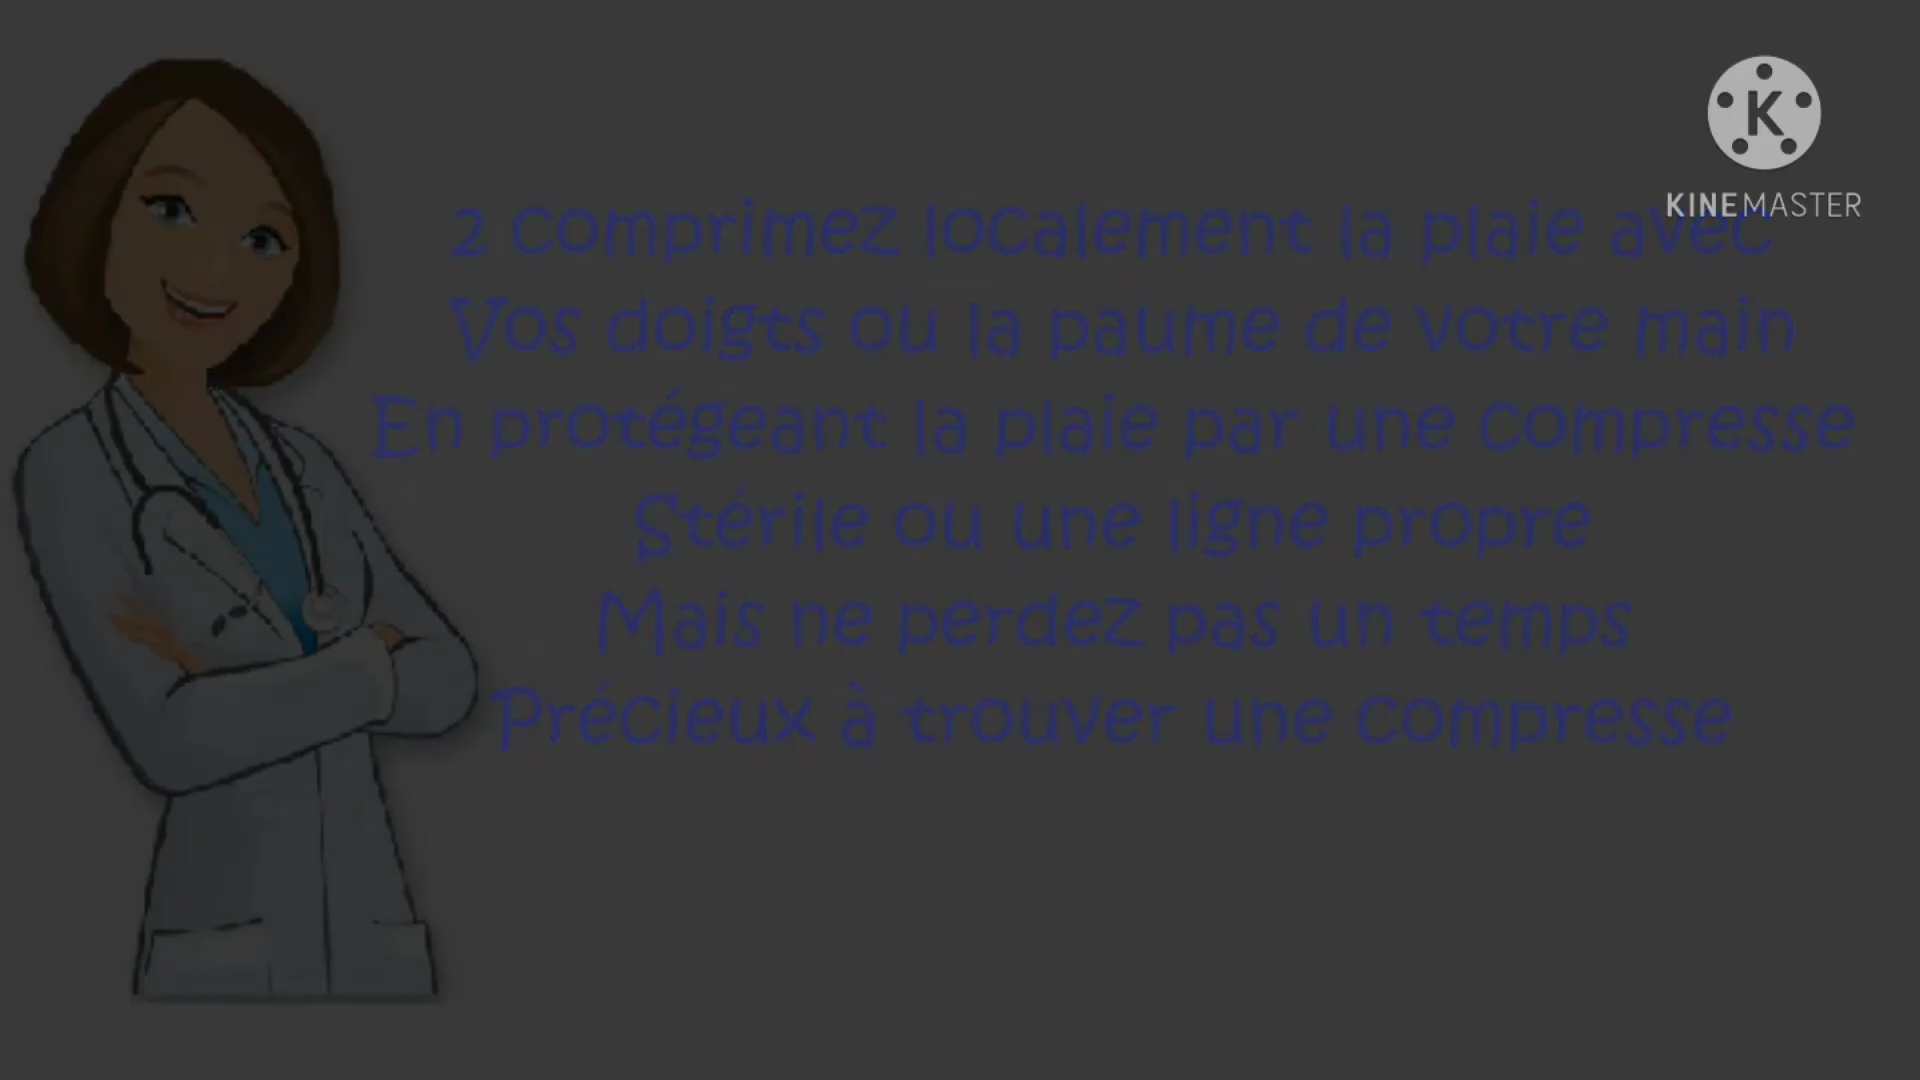 K
KINEMASTER
2 comprimez localement la plaie avec
Vos doigts ou la paume de votre main
En protégeant la plaie par une compresse
Stérile ou une ligne propre
Mais ne perdez pas un temps
Précieux à trouver une compresse